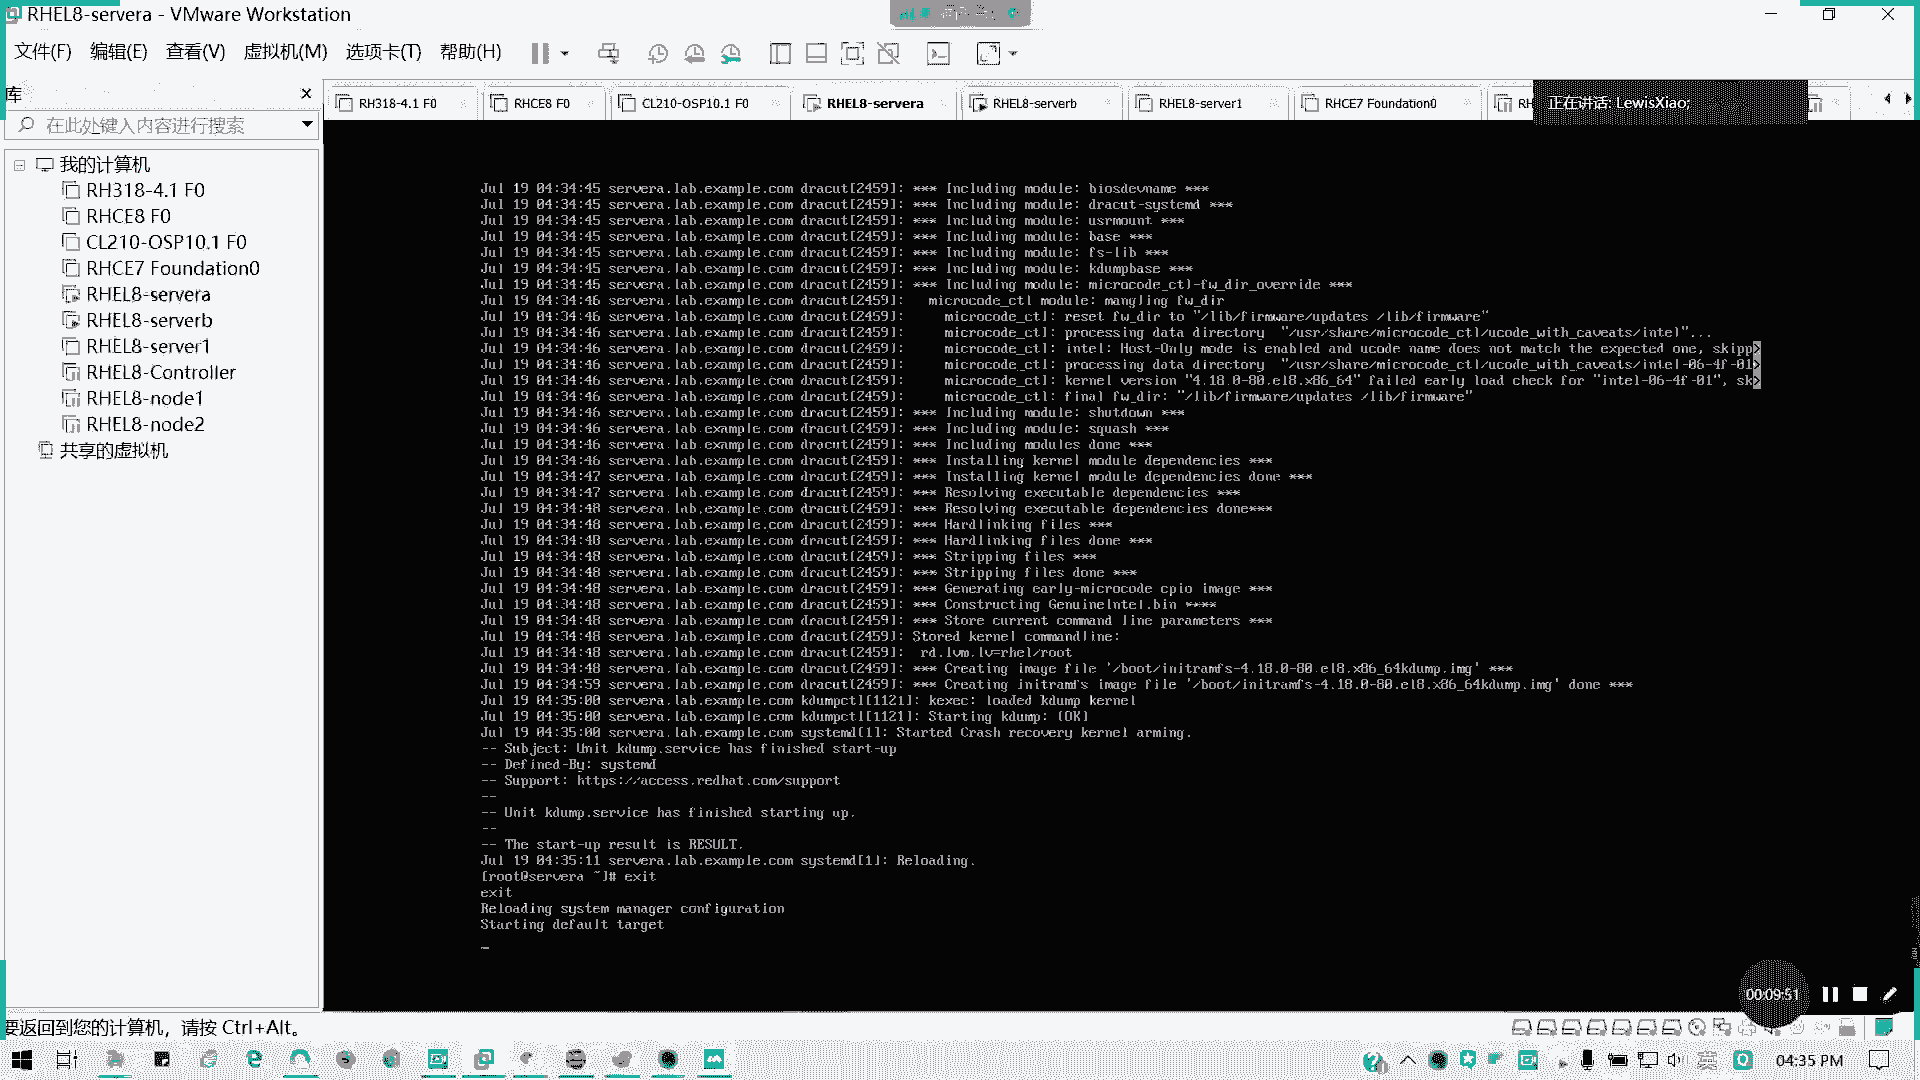 RHEL8-servera - VMware Workstation
文件(F) 编辑(E) 查看(V) 虚拟机(M) 选项卡(T) 帮助(H)
库
在此处键入内容进行搜索
我的计算机
RH318-4.1 F0
RHCE8 F0
CL210-OSP10.1 F0
RHCE7 Foundation0
RHEL8-servera
RHEL8-serverb
RHEL8-server1
RHEL8-Controller
RHEL8-node1
RHEL8-node2
共享的虚拟机
RH318-4.1 F0 RHCE8 F0 CL210-OSP10.1 F0 RHEL8-servera RHEL8-serverb RHEL8-server1 RHCE7 Foundation0 RH
正在讲话: LewisXiao;
Jul 19 04:34:45 servera.lab.example.com dracut[2459]: *** Including module: biosdevname ***
Jul 19 04:34:45 servera.lab.example.com dracut[2459]: *** Including module: dracut-systemd ***
Jul 19 04:34:45 servera.lab.example.com dracut[2459]: *** Including module: usrmount ***
Jul 19 04:34:45 servera.lab.example.com dracut[2459]: *** Including module: base ***
Jul 19 04:34:45 servera.lab.example.com dracut[2459]: *** Including module: fs-lib ***
Jul 19 04:34:45 servera.lab.example.com dracut[2459]: *** Including module: kdumpbase ***
Jul 19 04:34:45 servera.lab.example.com dracut[2459]: *** Including module: microcode_ctl-fw_dir_override ***
Jul 19 04:34:46 servera.lab.example.com dracut[2459]: microcode_ctl module: mangling fw_dir
Jul 19 04:34:46 servera.lab.example.com dracut[2459]: microcode_ctl: reset fw_dir to "/lib/firmware/updates /lib/firmware"
Jul 19 04:34:46 servera.lab.example.com dracut[2459]: microcode_ctl: processing data directory "/usr/share/microcode_ctl/ucode_with_caveats/intel"...
Jul 19 04:34:46 servera.lab.example.com dracut[2459]: microcode_ctl: intel: Host-Only mode is enabled and ucode name does not match the expected one, skipp>
Jul 19 04:34:46 servera.lab.example.com dracut[2459]: microcode_ctl: processing data directory "/usr/share/microcode_ctl/ucode_with_caveats/intel-06-4f-01>
Jul 19 04:34:46 servera.lab.example.com dracut[2459]: microcode_ctl: kernel version "4.18.0-80.el8.x86_64" failed early load check for "intel-06-4f-01", sk>
Jul 19 04:34:46 servera.lab.example.com dracut[2459]: microcode_ctl: final fw_dir: "/lib/firmware/updates /lib/firmware"
Jul 19 04:34:46 servera.lab.example.com dracut[2459]: *** Including module: shutdown ***
Jul 19 04:34:46 servera.lab.example.com dracut[2459]: *** Including module: squash ***
Jul 19 04:34:46 servera.lab.example.com dracut[2459]: *** Including modules done ***
Jul 19 04:34:46 servera.lab.example.com dracut[2459]: *** Installing kernel module dependencies ***
Jul 19 04:34:47 servera.lab.example.com dracut[2459]: *** Installing kernel module dependencies done ***
Jul 19 04:34:47 servera.lab.example.com dracut[2459]: *** Resolving executable dependencies ***
Jul 19 04:34:48 servera.lab.example.com dracut[2459]: *** Resolving executable dependencies done***
Jul 19 04:34:48 servera.lab.example.com dracut[2459]: *** Hardlinking files ***
Jul 19 04:34:48 servera.lab.example.com dracut[2459]: *** Hardlinking files done ***
Jul 19 04:34:48 servera.lab.example.com dracut[2459]: *** Stripping files ***
Jul 19 04:34:48 servera.lab.example.com dracut[2459]: *** Stripping files done ***
Jul 19 04:34:48 servera.lab.example.com dracut[2459]: *** Generating early-microcode cpio image ***
Jul 19 04:34:48 servera.lab.example.com dracut[2459]: *** Constructing GenuineIntel.bin ****
Jul 19 04:34:48 servera.lab.example.com dracut[2459]: *** Store current command line parameters ***
Jul 19 04:34:48 servera.lab.example.com dracut[2459]: Stored kernel commandline:
Jul 19 04:34:48 servera.lab.example.com dracut[2459]: rd.lvm.lv=rhel/root
Jul 19 04:34:48 servera.lab.example.com dracut[2459]: *** Creating image file '/boot/initramfs-4.18.0-80.el8.x86_64kdump.img' ***
Jul 19 04:34:59 servera.lab.example.com dracut[2459]: *** Creating initramfs image file '/boot/initramfs-4.18.0-80.el8.x86_64kdump.img' done ***
Jul 19 04:35:00 servera.lab.example.com kdumpctl[1121]: kexec: loaded kdump kernel
Jul 19 04:35:00 servera.lab.example.com kdumpctl[1121]: Starting kdump: [OK]
Jul 19 04:35:00 servera.lab.example.com systemd[1]: Started Crash recovery kernel arming.
-- Subject: Unit kdump.service has finished start-up
-- Defined-By: systemd
-- Support: https://access.redhat.com/support
--
-- Unit kdump.service has finished starting up.
--
-- The start-up result is RESULT.
Jul 19 04:35:11 servera.lab.example.com systemd[1]: Reloading.
[root@servera ~]# exit
exit
Reloading system manager configuration
Starting default target
_
00:09:51
要返回到您的计算机，请按 Ctrl+Alt。
英
04:35 PM